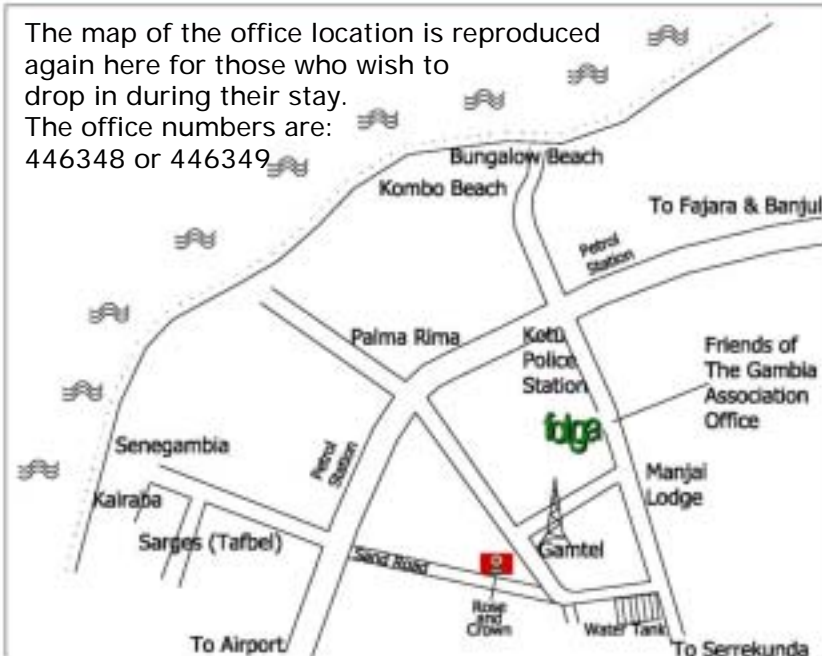 The map of the office location is reproduced
again here for those who wish to
drop in during their stay.
The office numbers are:
446348 or 446349
Bungalow Beach
Kombo Beach
To Fajara & Banjul
Petrol
Station
Palma Rima
Kotu
Police
Station
Friends of
The Gambia
Association
Office
folga
Senegambia
Petrol
Station
Manjai
Lodge
Kairaba
Sarges (Tafbel)
Gamtel
Sand Road
Rose
and
Crown
Water Tank
To Airport
To Serrekunda